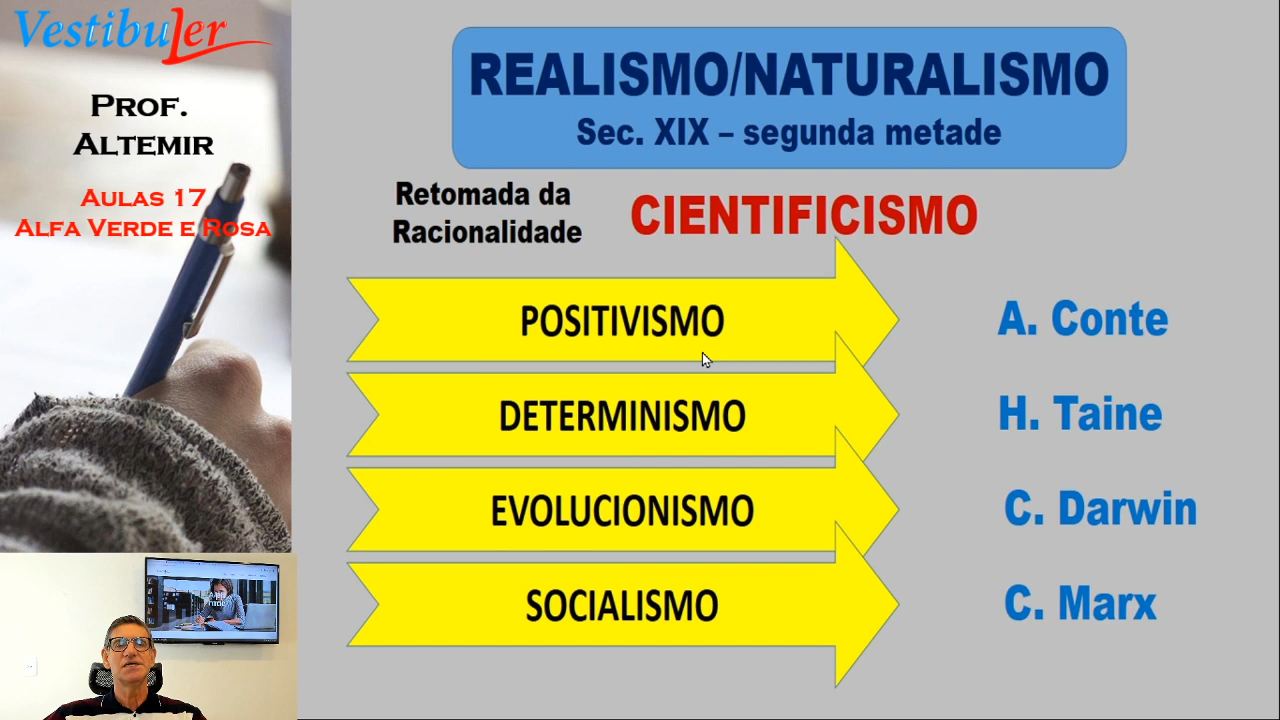 VestibuLer
PROF.
ALTEMIR
AULAS 17
ALFA VERDE E ROSA
REALISMO/NATURALISMO
Sec. XIX – segunda metade
Retomada da
Racionalidade
CIENTIFICISMO
POSITIVISMO
A. Conte
DETERMINISMO
H. Taine
EVOLUCIONISMO
C. Darwin
SOCIALISMO
C. Marx